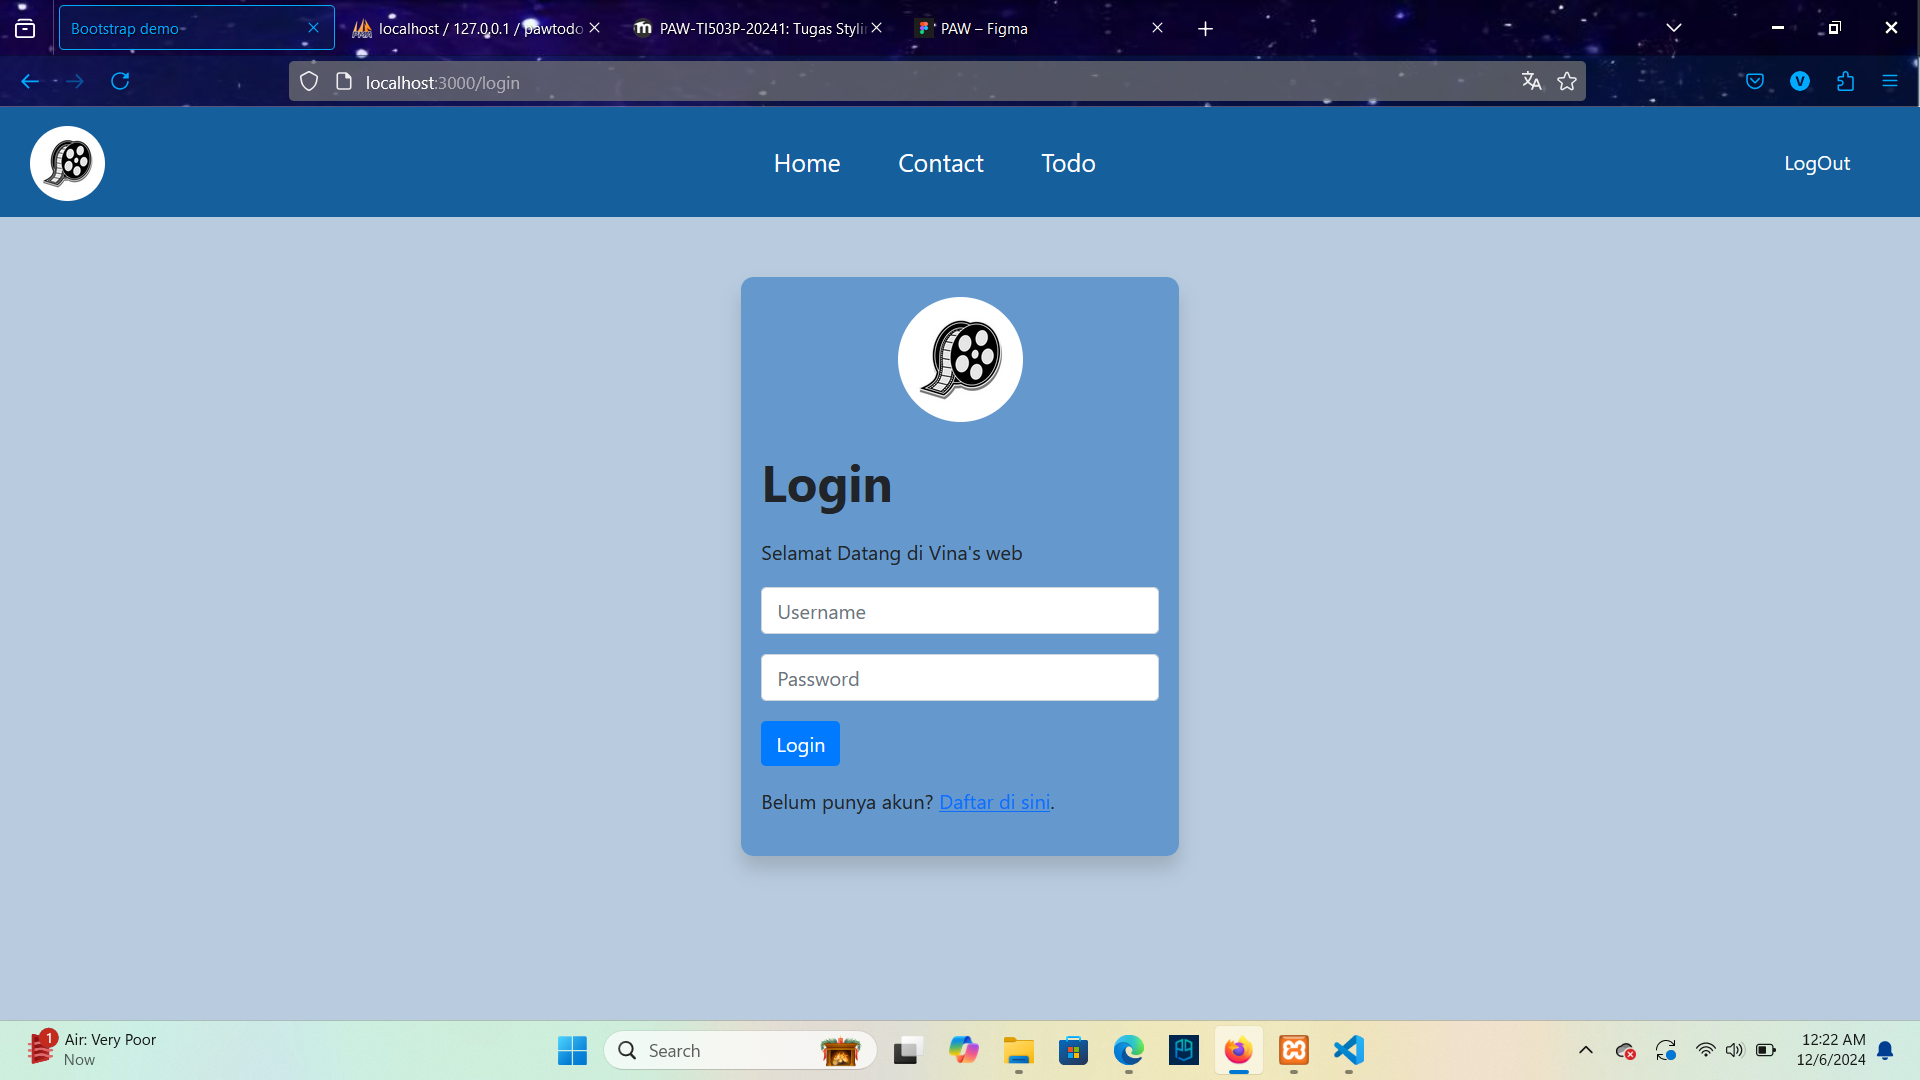 Bootstrap demo
localhost / 127.0.0.1 / pawtodo
PAW-TI503P-20241: Tugas Stylin
PAW – Figma
localhost:3000/login
V
Home
Contact
Todo
LogOut
Login
Selamat Datang di Vina's web
Username
Password
Login
Belum punya akun? Daftar di sini.
1
Air: Very Poor
Now
Search
12:22 AM
12/6/2024